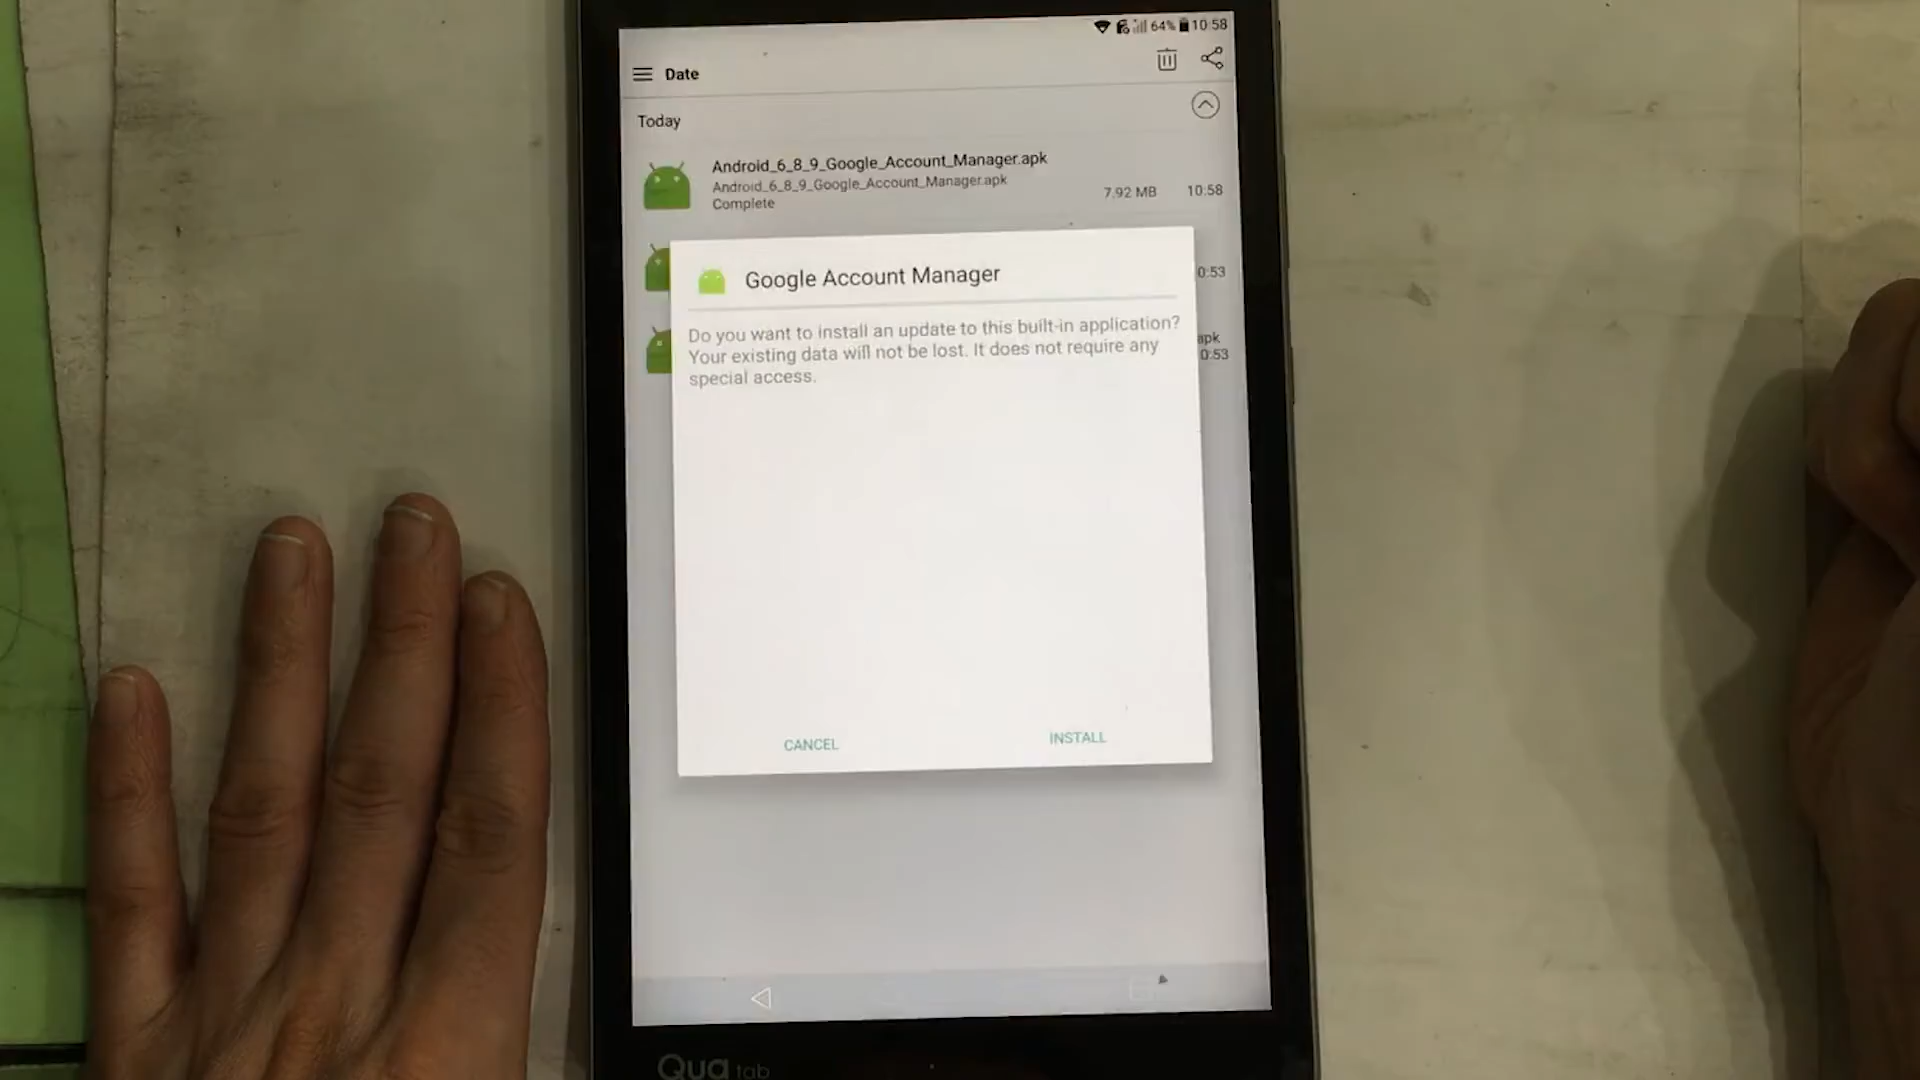 64% 10:58
Date
Today
Android_6_8_9_Google_Account_Manager.apk
Android_6_8_9_Google_Account_Manager.apk
7.92 MB 10:58
Complete
0:53
apk
0:53
Google Account Manager
Do you want to install an update to this built-in application?
Your existing data will not be lost. It does not require any
special access.
CANCEL INSTALL
Qua tab